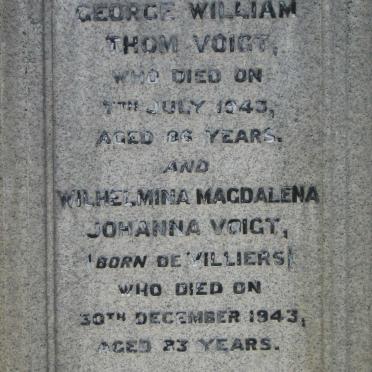 GEORGE WILLIAM
THOM VOIGT,
WHO DIED ON
7TH JULY 1943,
AGED 86 YEARS.
AND
WILHELMINA MAGDALENA
JOHANNA VOIGT,
(BORN DE VILLIERS)
WHO DIED ON
30TH DECEMBER 1943,
AGED YEARS.